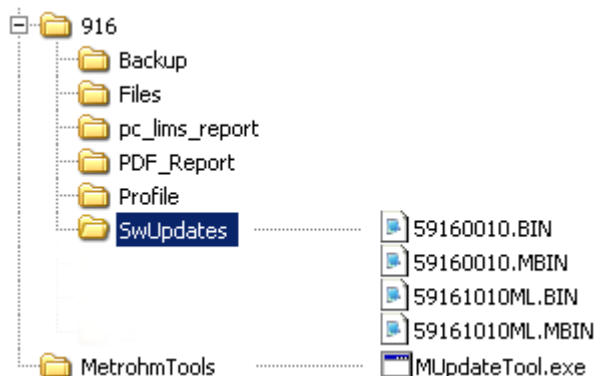 916
Backup
Files
pc_lims_report
PDF_Report
Profile
SwUpdates 59160010.BIN
59160010.MBIN
59161010ML.BIN
59161010ML.MBIN
MetrohmTools MUpdateTool.exe